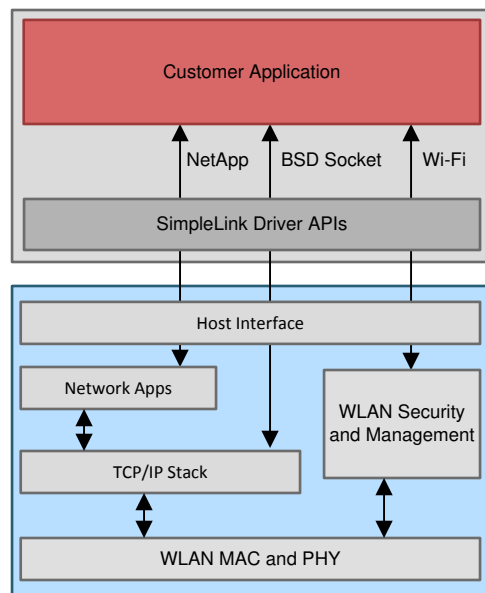 Customer Application
NetApp
BSD Socket
Wi-Fi
SimpleLink Driver APIs
Host Interface
Network Apps
WLAN Security
and Management
TCP/IP Stack
WLAN MAC and PHY